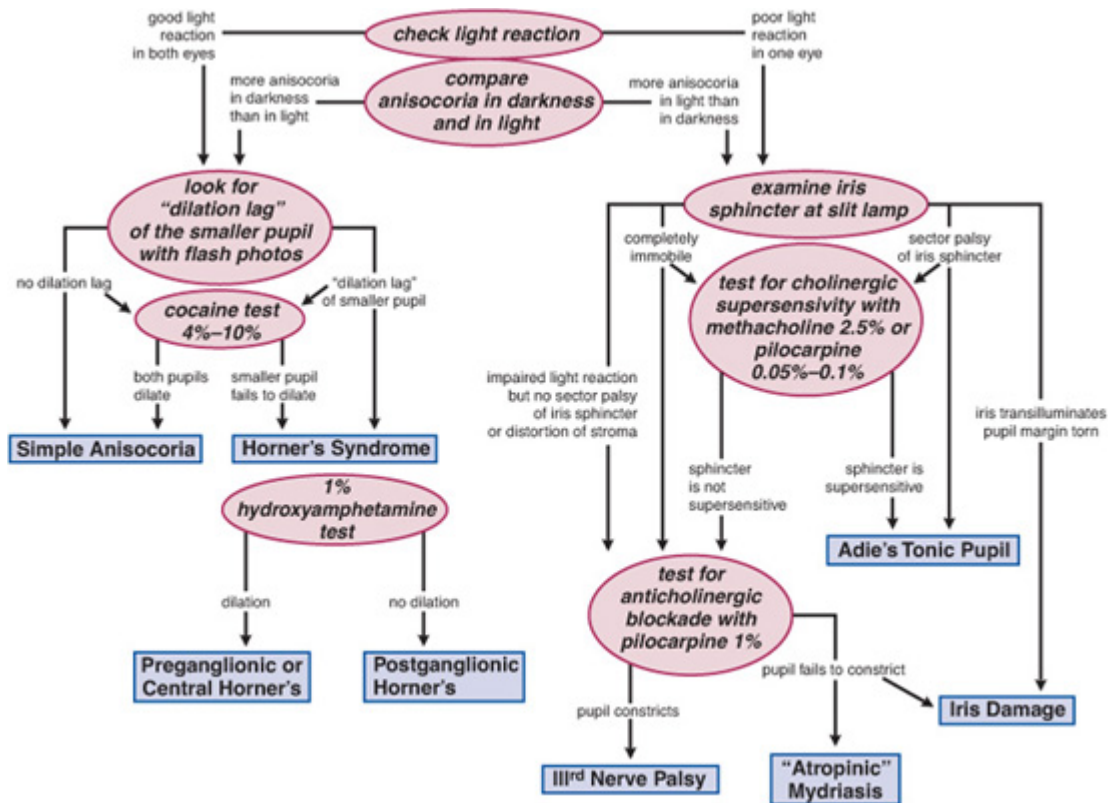 good light
reaction
in both eyes
check light reaction
poor light
reaction
in one eye
more anisocoria
in darkness
than in light
compare
anisocoria in darkness
and in light
more anisocoria
in light than
in darkness
look for
“dilation lag”
of the smaller pupil
with flash photos
examine iris
sphincter at slit lamp
completely
immobile
sector palsy
of iris sphincter
no dilation lag
“dilation lag”
of smaller pupil
cocaine test
4%–10%
test for cholinergic
supersensivity with
methacholine 2.5% or
pilocarpine
0.05%–0.1%
both pupils
dilate
smaller pupil
fails to dilate
impaired light reaction
but no sector palsy
of iris sphincter
or distortion of stroma
iris transilluminates
pupil margin torn
Simple Anisocoria
Horner’s Syndrome
1%
hydroxyamphetamine
test
sphincter
is not
supersensitive
sphincter is
supersensitive
Adie’s Tonic Pupil
test for
anticholinergic
blockade with
pilocarpine 1%
dilation
no dilation
Preganglionic or
Central Horner’s
Postganglionic
Horner’s
pupil fails to constrict
pupil constricts
Iris Damage
IIIrd Nerve Palsy
“Atropinic”
Mydriasis